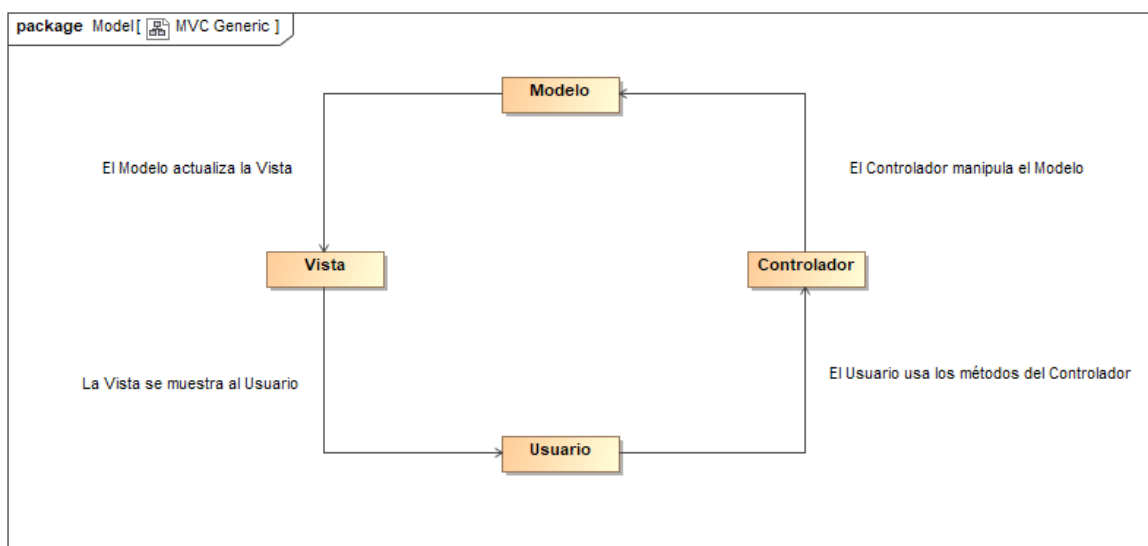 package Model[ MVC Generic ]
Modelo
El Modelo actualiza la Vista
El Controlador manipula el Modelo
Vista
Controlador
La Vista se muestra al Usuario
El Usuario usa los métodos del Controlador
Usuario